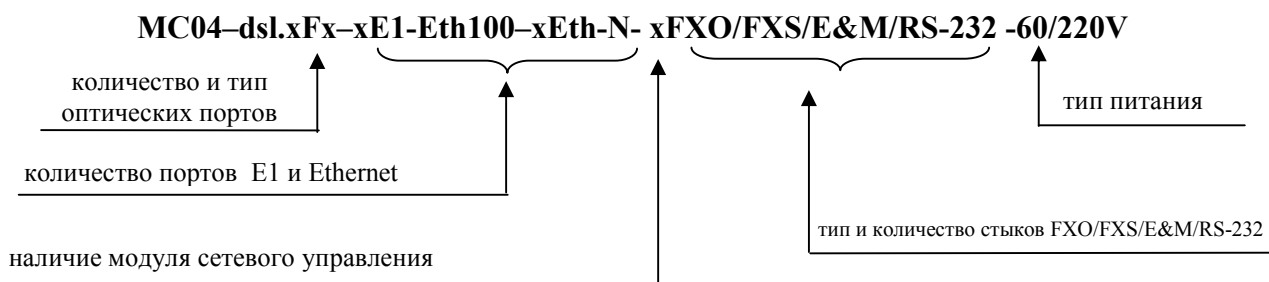 MC04–dsl.xFx–xE1-Eth100–xEth-N- xFXO/FXS/E&M/RS-232 -60/220V
количество и тип
оптических портов
тип питания
количество портов E1 и Ethernet
тип и количество стыков FXO/FXS/E&M/RS-232
наличие модуля сетевого управления